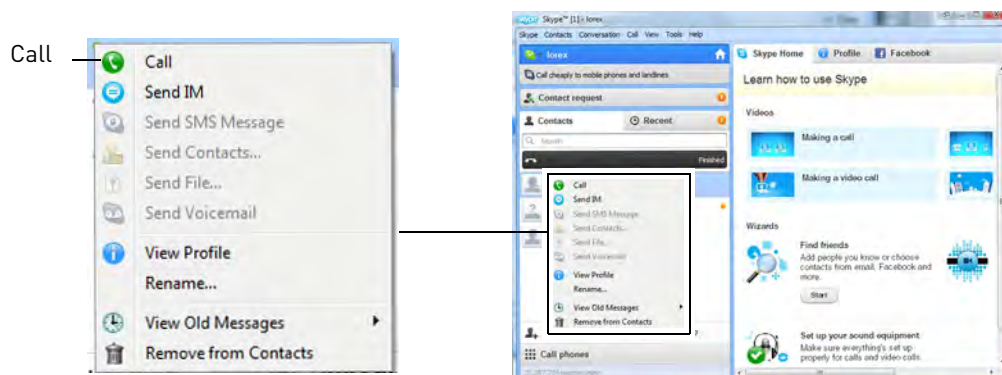 Call
Call
Send IM
Send SMS Message
Send Contacts...
Send File...
Send Voicemail
View Profile
Rename...
View Old Messages
Remove from Contacts
Skype™ [1] - lorex
Skype Contacts Conversation Call View Tools Help
lorex
Call cheaply to mobile phones and landlines
Contact request
Contacts
Recent
Search
Finished
Call
Send IM
Send SMS Message
Send Contacts...
Send File...
Send Voicemail
View Profile
Rename...
View Old Messages
Remove from Contacts
Call phones
Skype Home
Profile
Facebook
Learn how to use Skype
Videos
Making a call
Making a video call
Wizards
Find friends
Add people you know or choose
contacts from email, Facebook and
more.
Start
Set up your sound equipment
Make sure everything's set up
properly for calls and video calls.